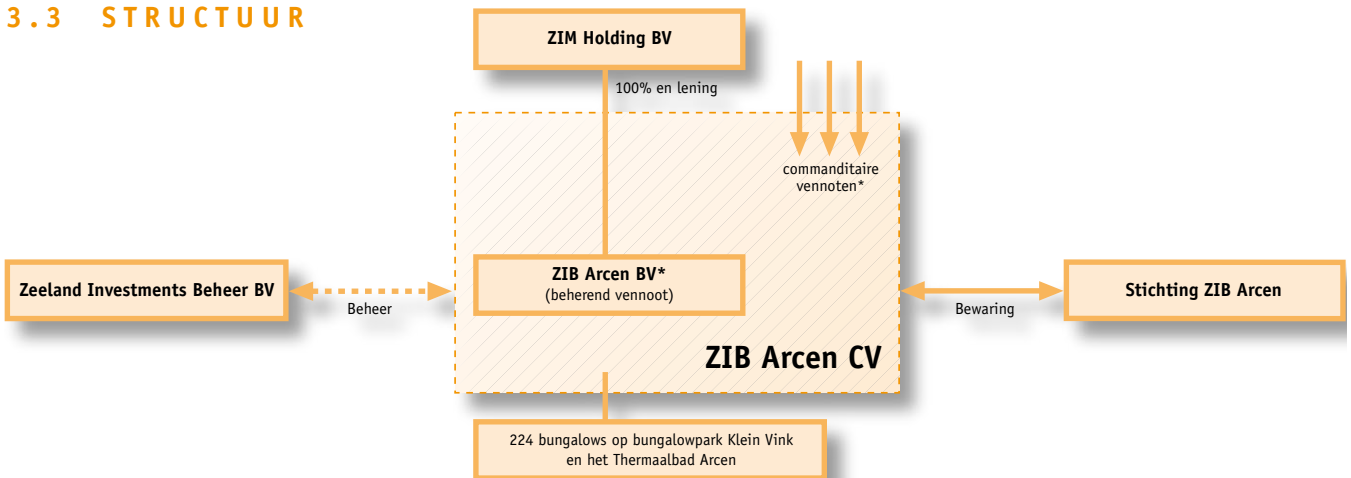 3.3 STRUCTUUR
ZIM Holding BV
100% en lening
commanditaire
vennoten*
ZIB Arcen BV*
(beherend vennoot)
Zeeland Investments Beheer BV
Beheer
Bewaring
Stichting ZIB Arcen
ZIB Arcen CV
224 bungalows op bungalowpark Klein Vink
en het Thermaalbad Arcen